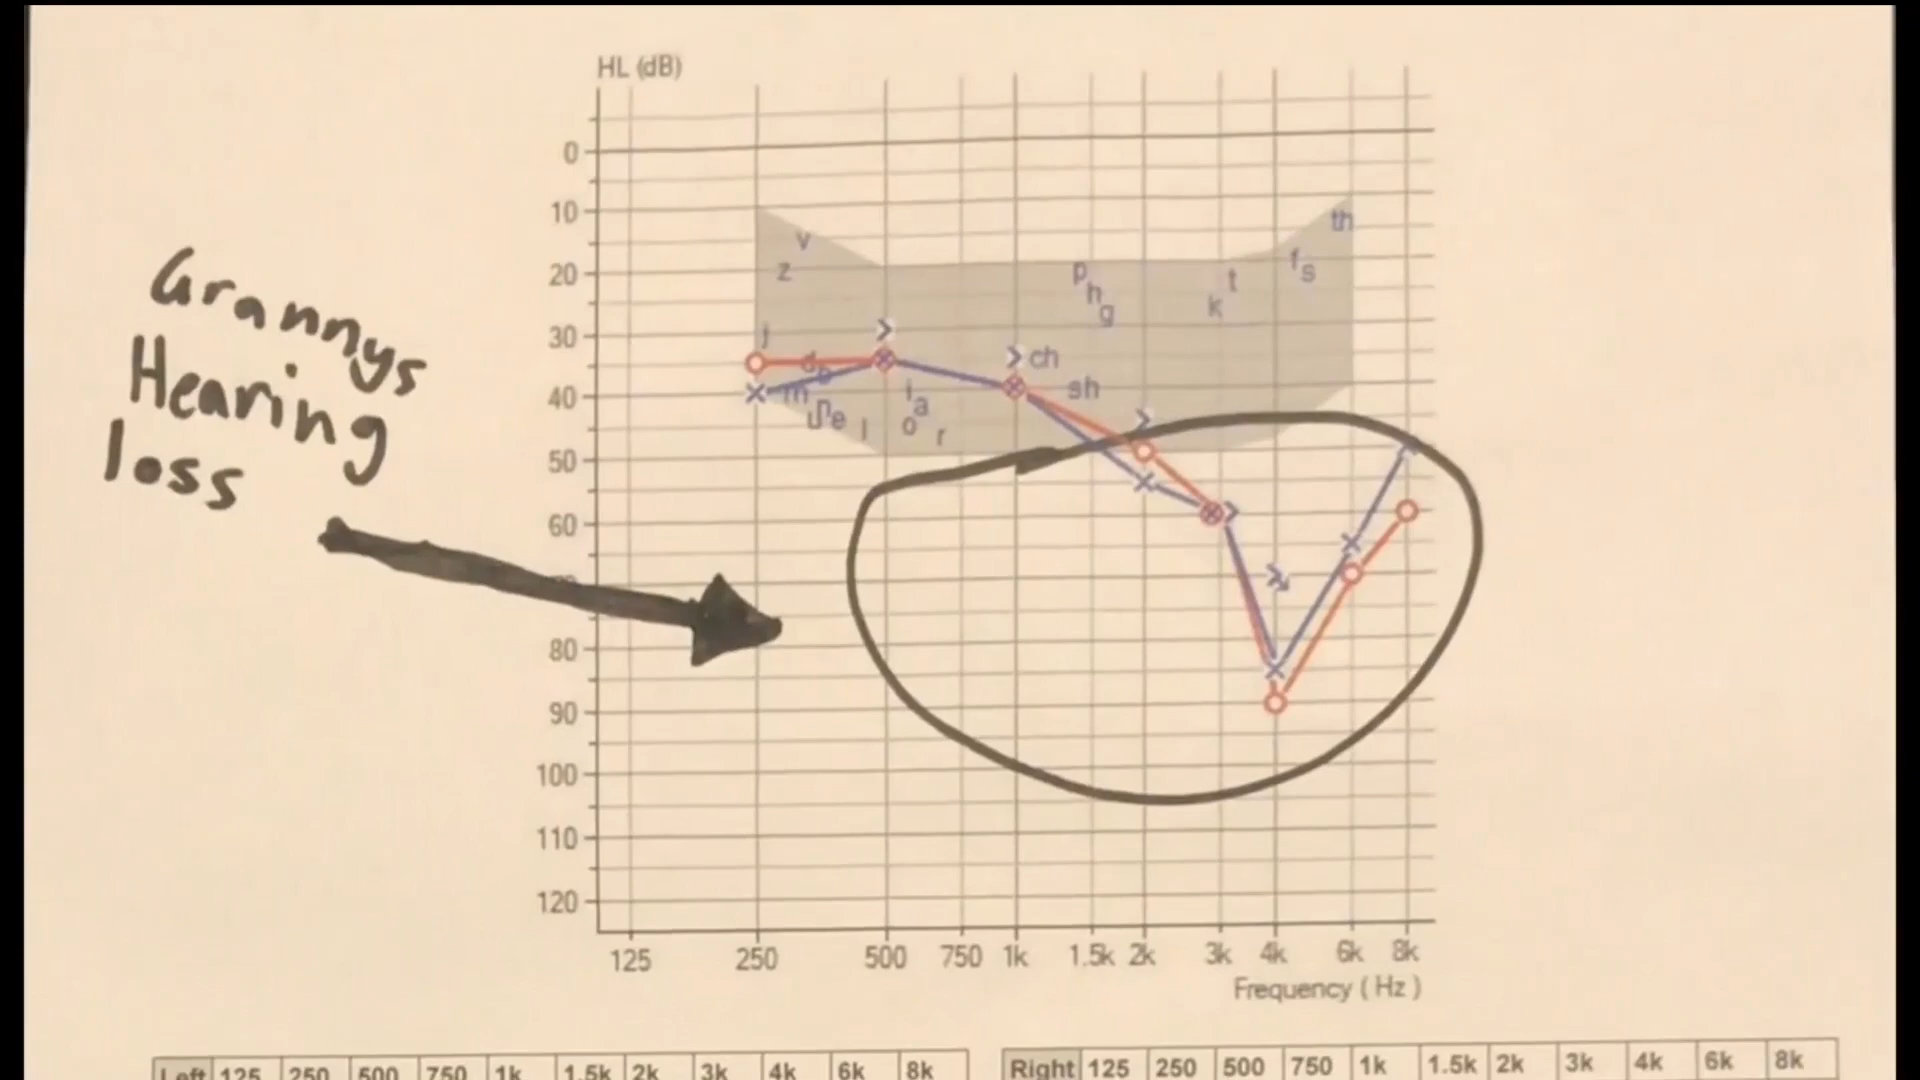 HL (dB)
0
10
20
30
40
50
60
80
90
100
110
120
v
z
j
d
b
m
e
l
i
a
o
r
p
h
g
ch
sh
k
t
f
s
th
Grannys
Hearing
loss
125 250 500 750 1k 1.5k 2k 3k 4k 6k 8k
Frequency ( Hz )
Left 125 250 500 750 1k 1.5k 2k 3k 4k 6k 8k
Right 125 250 500 750 1k 1.5k 2k 3k 4k 6k 8k